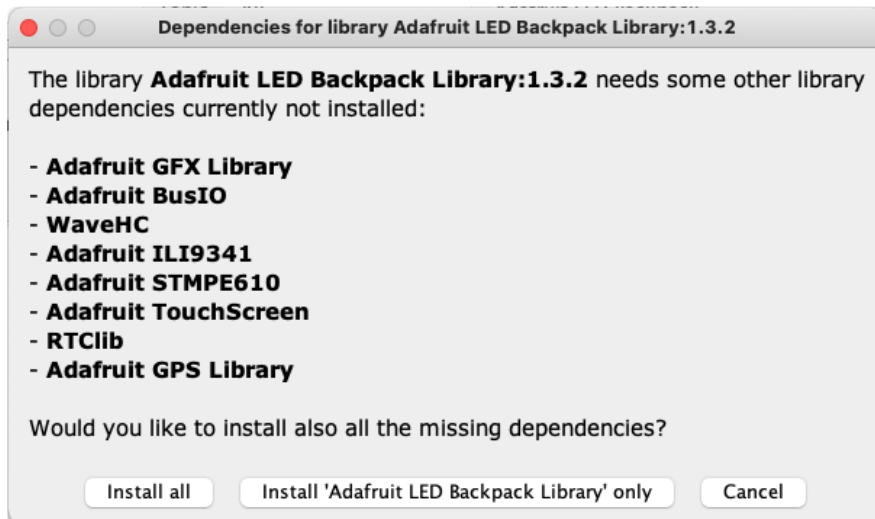 Dependencies for library Adafruit LED Backpack Library:1.3.2
The library Adafruit LED Backpack Library:1.3.2 needs some other library
dependencies currently not installed:
- Adafruit GFX Library
- Adafruit BusIO
- WaveHC
- Adafruit ILI9341
- Adafruit STMPE610
- Adafruit TouchScreen
- RTClib
- Adafruit GPS Library
Would you like to install also all the missing dependencies?
Install all Install 'Adafruit LED Backpack Library' only Cancel